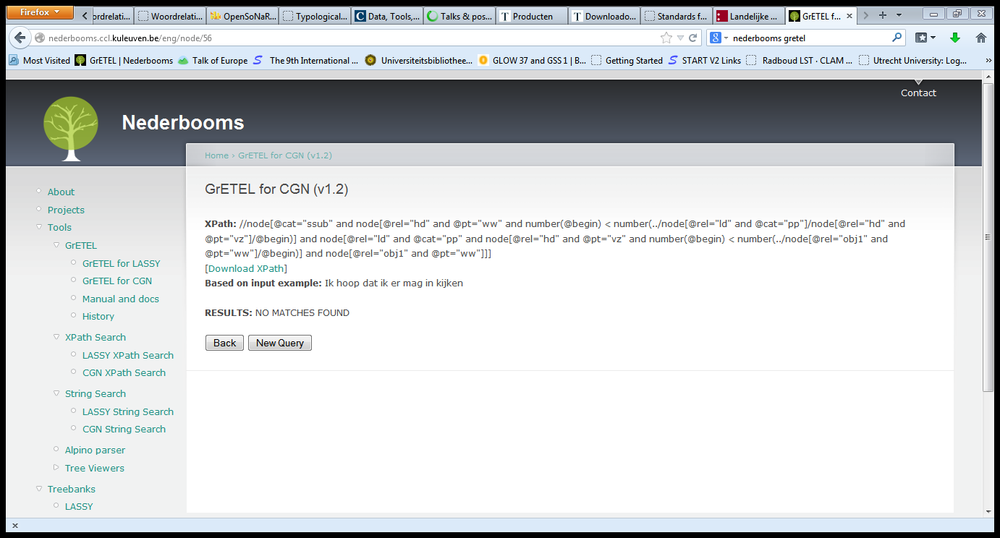 Firefox
ordrelati...
Woordrelati...
OpenSoNaR...
Typological...
Data, Tools,...
Talks & pos...
Producten
Downloado...
Standards f...
Landelijke ...
GrETEL f...
nederbooms.ccl.kuleuven.be/eng/node/56
nederbooms gretel
Most Visited
GrETEL | Nederbooms
Talk of Europe
The 9th International ...
Universiteitsbibliothee...
GLOW 37 and GSS 1 | B...
Getting Started
START V2 Links
Radboud LST · CLAM ...
Utrecht University: Log...
Contact
Nederbooms
Home › GrETEL for CGN (v1.2)
About
Projects
Tools
GrETEL
GrETEL for LASSY
GrETEL for CGN
Manual and docs
History
XPath Search
LASSY XPath Search
CGN XPath Search
String Search
LASSY String Search
CGN String Search
Alpino parser
Tree Viewers
Treebanks
LASSY
GrETEL for CGN (v1.2)
XPath: //node[@cat="ssub" and node[@rel="hd" and @pt="ww" and number(@begin) < number(../node[@rel="ld" and @cat="pp"]/node[@rel="hd" and
@pt="vz"]/@begin)] and node[@rel="ld" and @cat="pp" and node[@rel="hd" and @pt="vz" and number(@begin) < number(../node[@rel="obj1" and
@pt="ww"]/@begin)] and node[@rel="obj1" and @pt="ww"]]]
[Download XPath]
Based on input example: Ik hoop dat ik er mag in kijken
RESULTS: NO MATCHES FOUND
Back
New Query